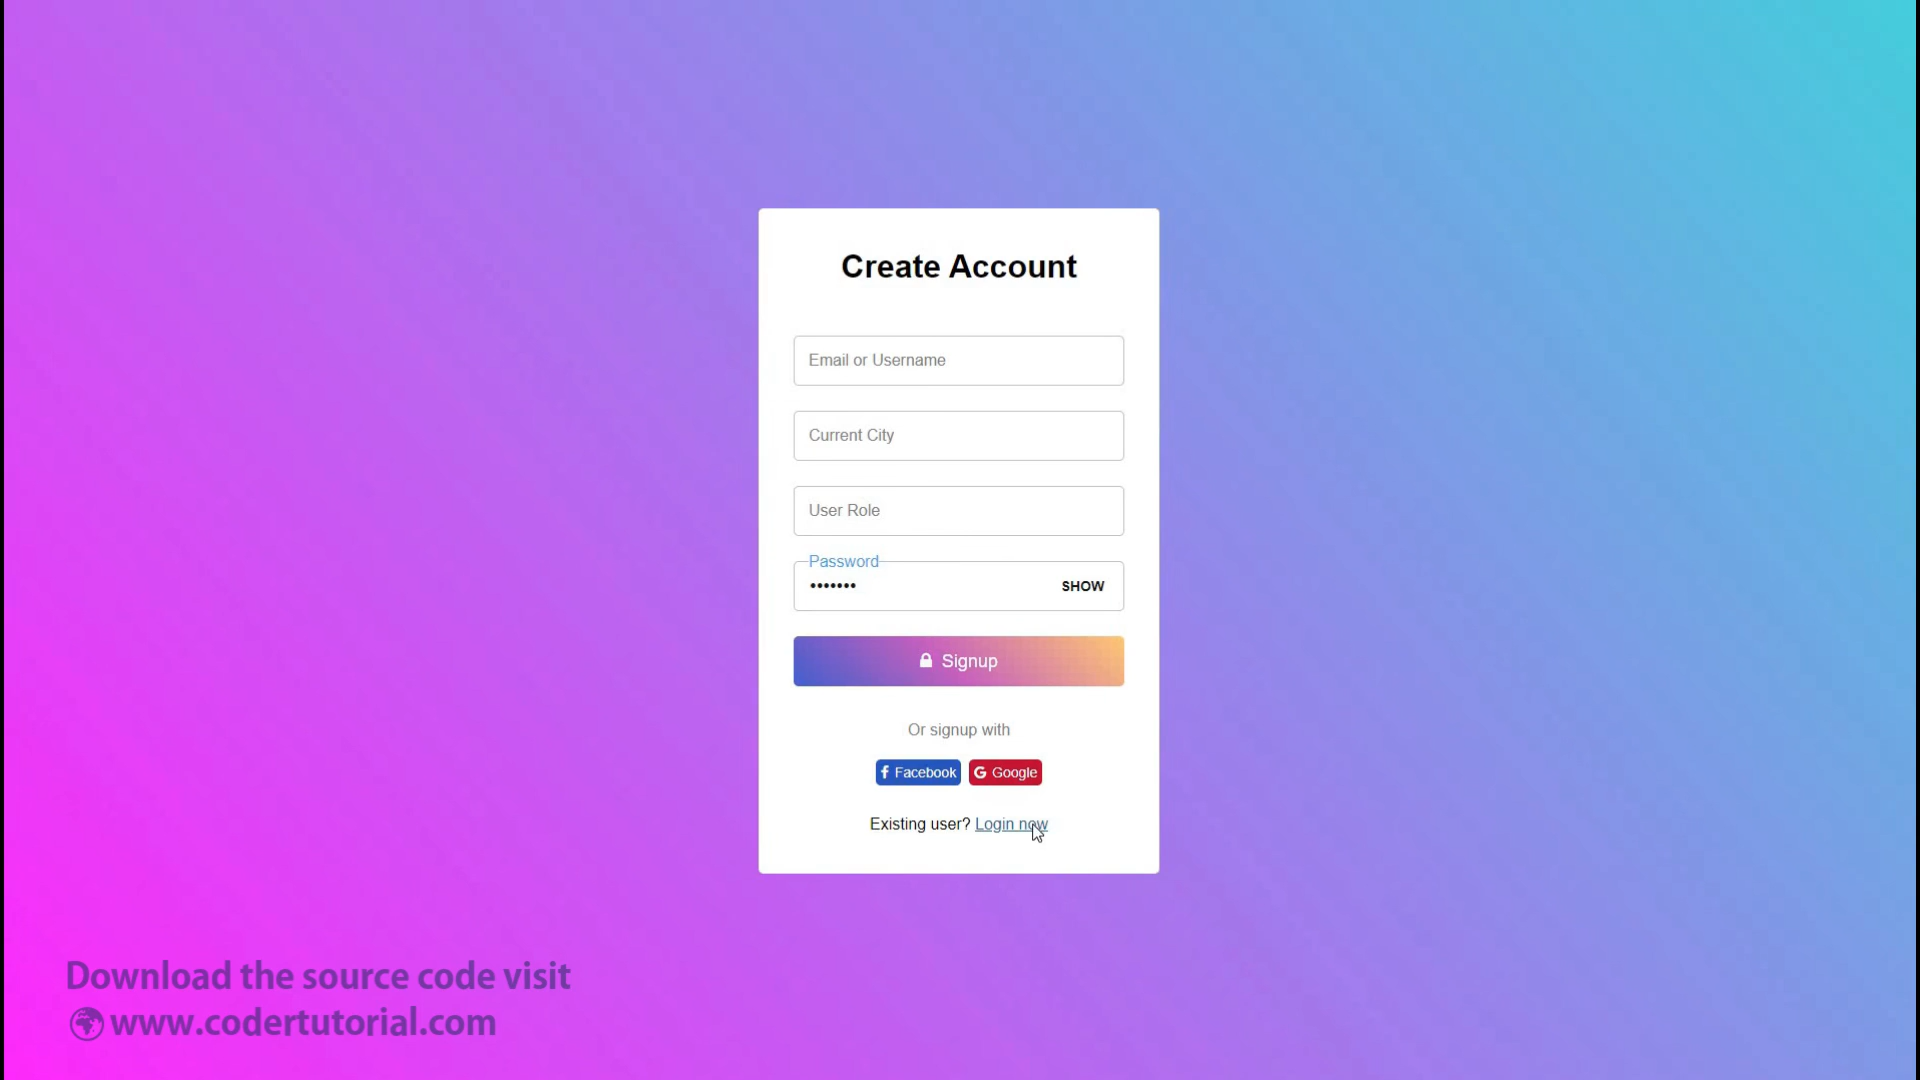 Create Account
Email or Username
Current City
User Role
Password
••••••• SHOW
Signup
Or signup with
Facebook Google
Existing user? Login now
Download the source code visit
www.codertutorial.com